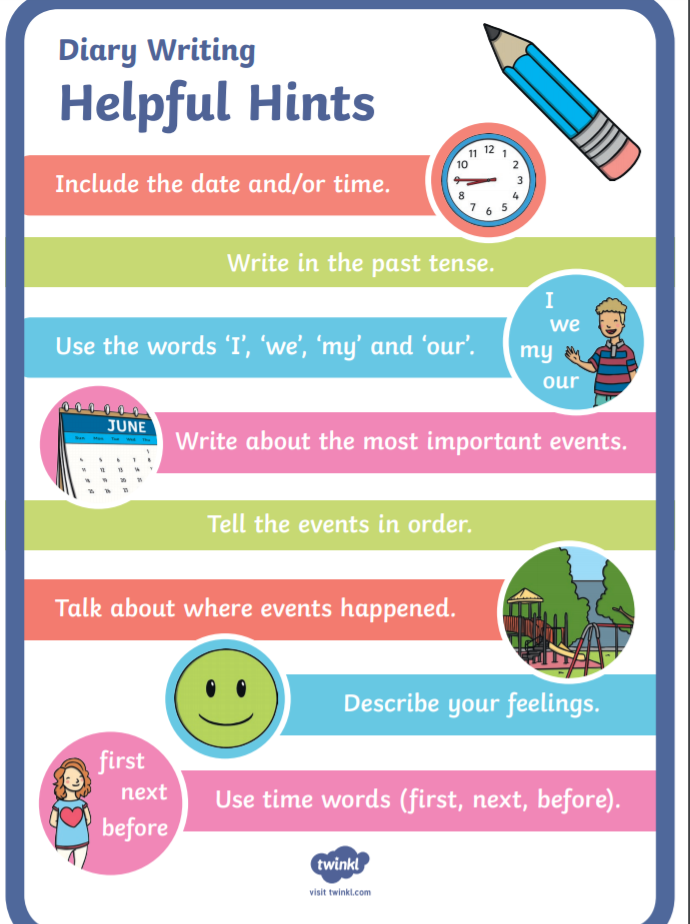 Diary Writing
Helpful Hints
Include the date and/or time.
11 12 1
10 2
9 3
8 4
7 6 5
Write in the past tense.
Use the words ‘I’, ‘we’, ‘my’ and ‘our’.
I
we
my
our
JUNE
Write about the most important events.
Tell the events in order.
Talk about where events happened.
Describe your feelings.
first
next
before
Use time words (first, next, before).
twinkl
visit twinkl.com